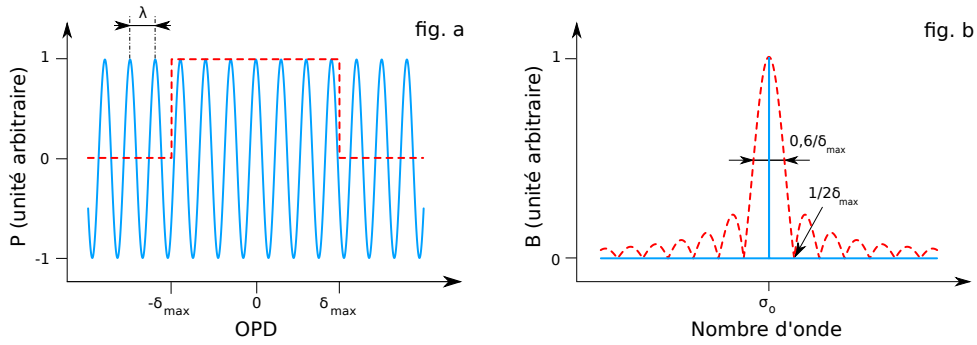 λ
fig. a
P (unité arbitraire)
1
0
-1
-δmax
0
δmax
OPD
fig. b
B (unité arbitraire)
1
0,6/δmax
1/2δmax
0
σo
Nombre d'onde